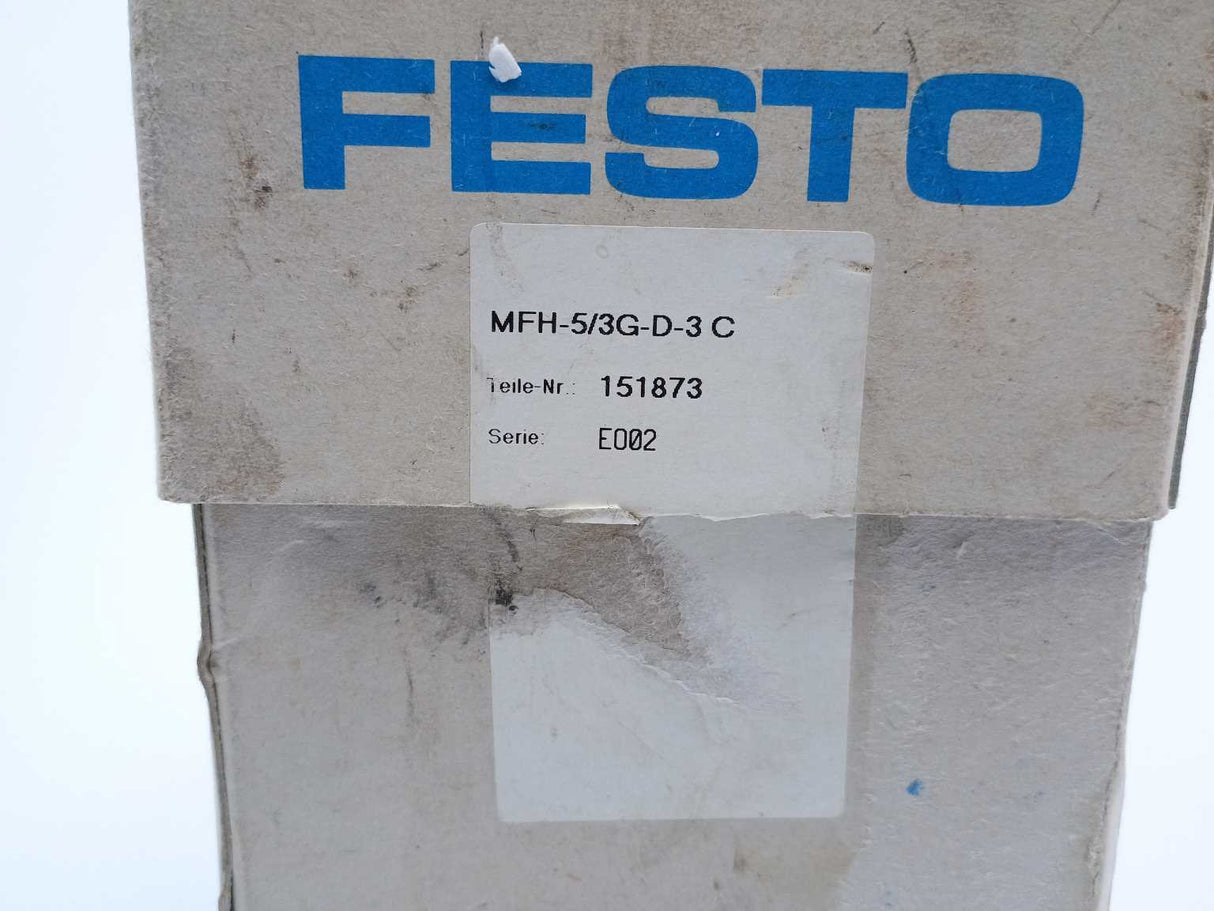 FESTO
MFH-5/3G-D-3 C
Teile-Nr.: 151873
Serie: E002